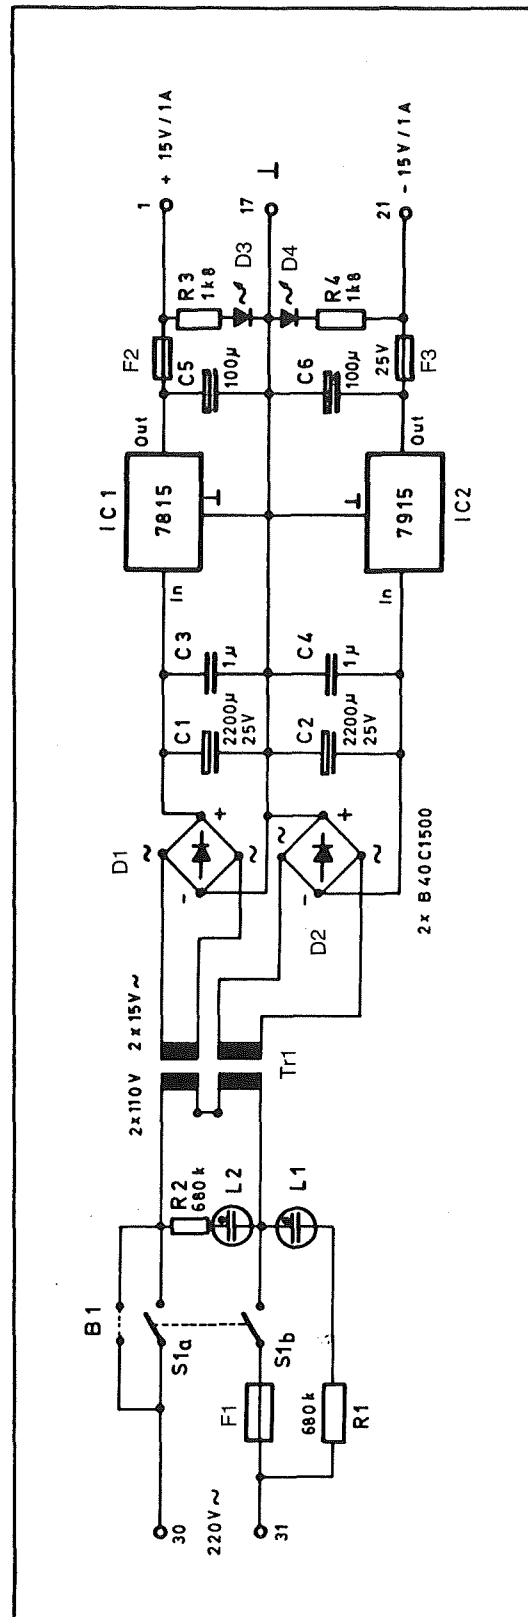 30
220V~
31
B1
S1a
S1b
F1
680k
R1
R2
680k
L2
L1
2x110V
2x15V~
Tr1
D1
~
~
+
-
D2
~
~
+
-
2x B40C1500
C1
2200µ
25V
C2
2200µ
25V
C3
1µ
C4
1µ
IC1
7815
In
Out
⊥
IC2
7915
In
Out
⊥
C5
100µ
C6
100µ
25V
F2
F3
R3
1k8
D3
D4
R4
1k8
1
+ 15V/1A
17
⊥
21
- 15V/1A